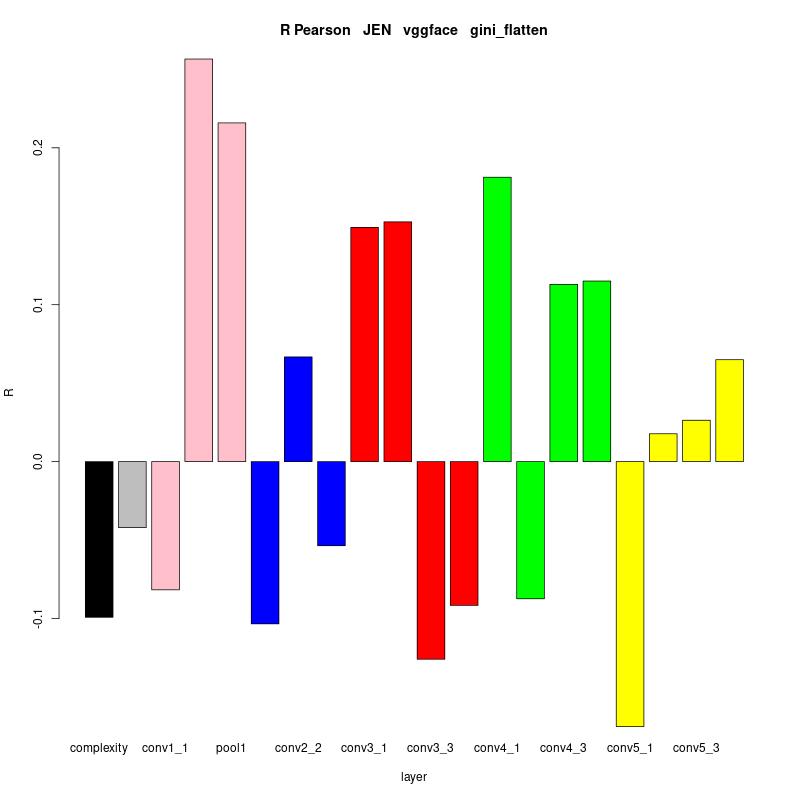 R Pearson JEN vggface gini_flatten
R
0.2
0.1
0.0
-0.1
complexity conv1_1 pool1 conv2_2 conv3_1 conv3_3 conv4_1 conv4_3 conv5_1 conv5_3
layer